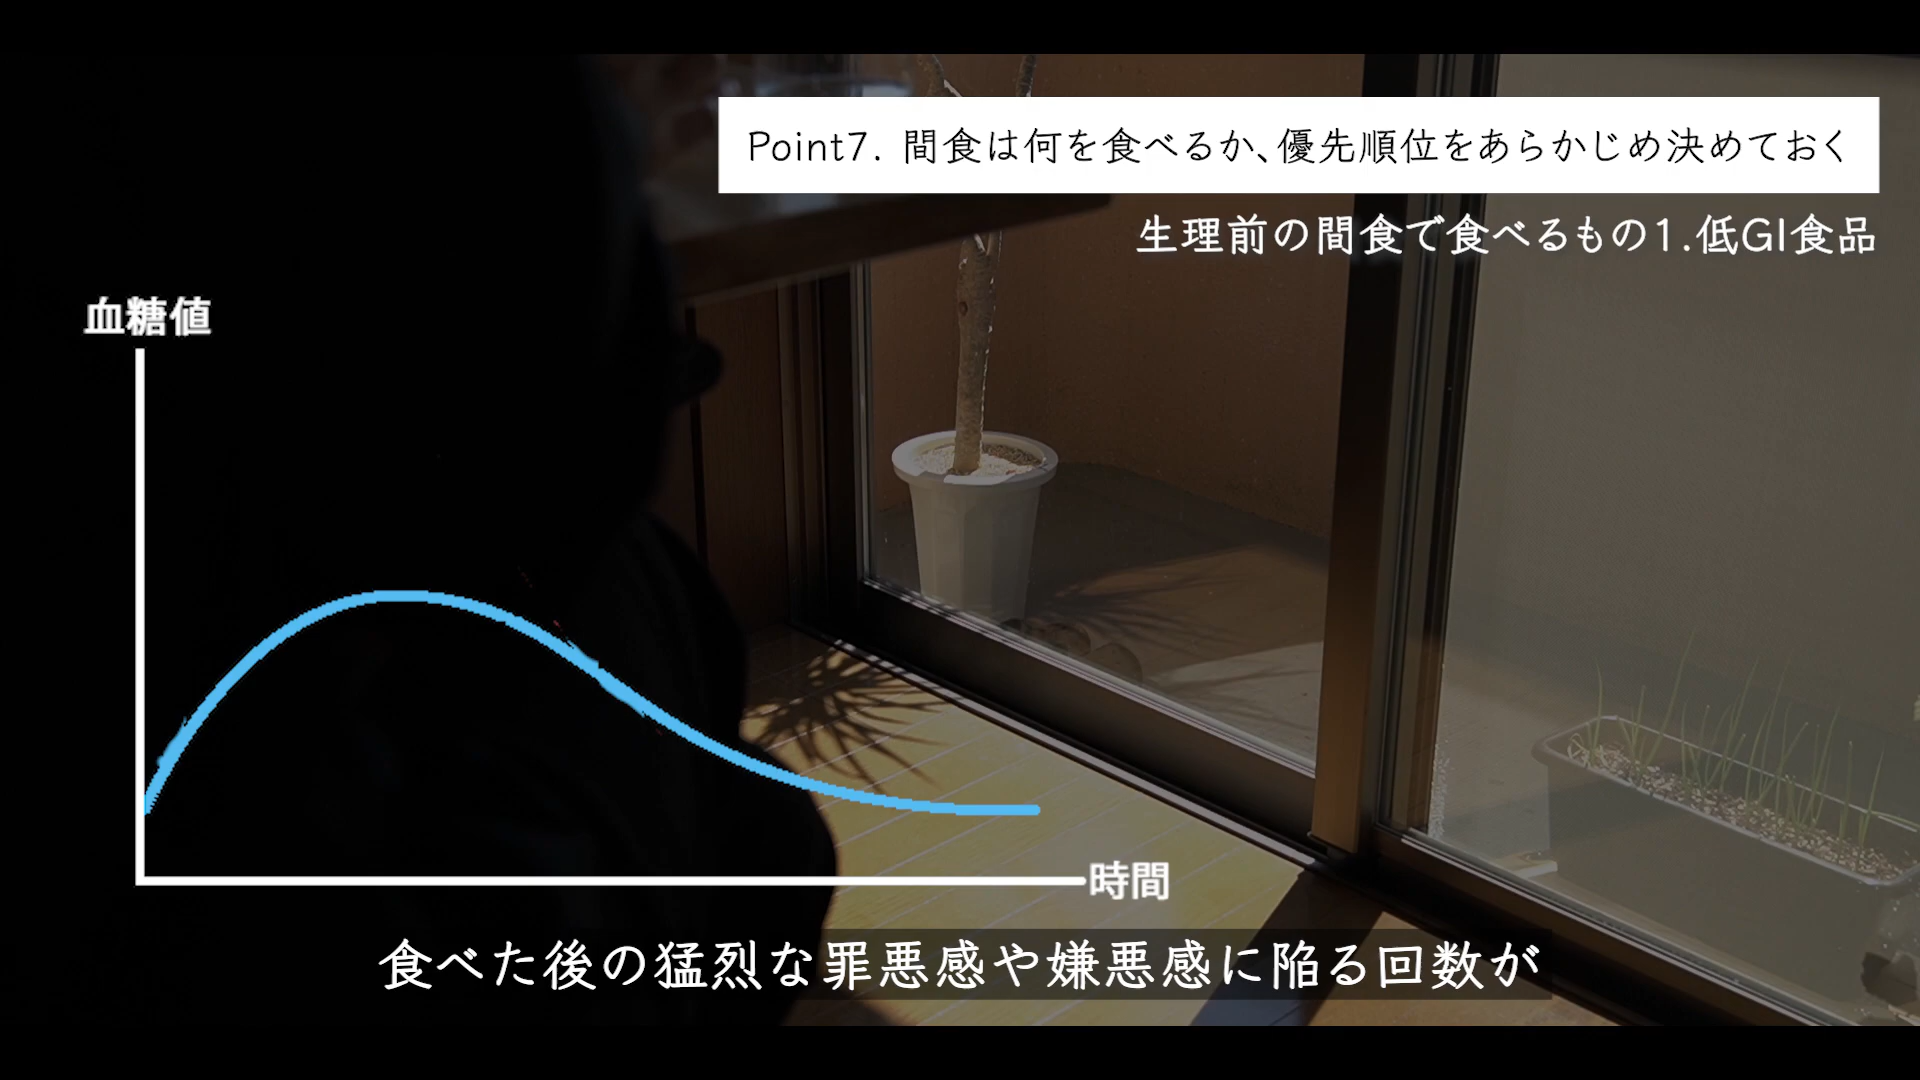 Point7. 間食は何を食べるか、優先順位をあらかじめ決めておく
生理前の間食で食べるもの1.低GI食品
血糖値
時間
食べた後の猛烈な罪悪感や嫌悪感に陥る回数が